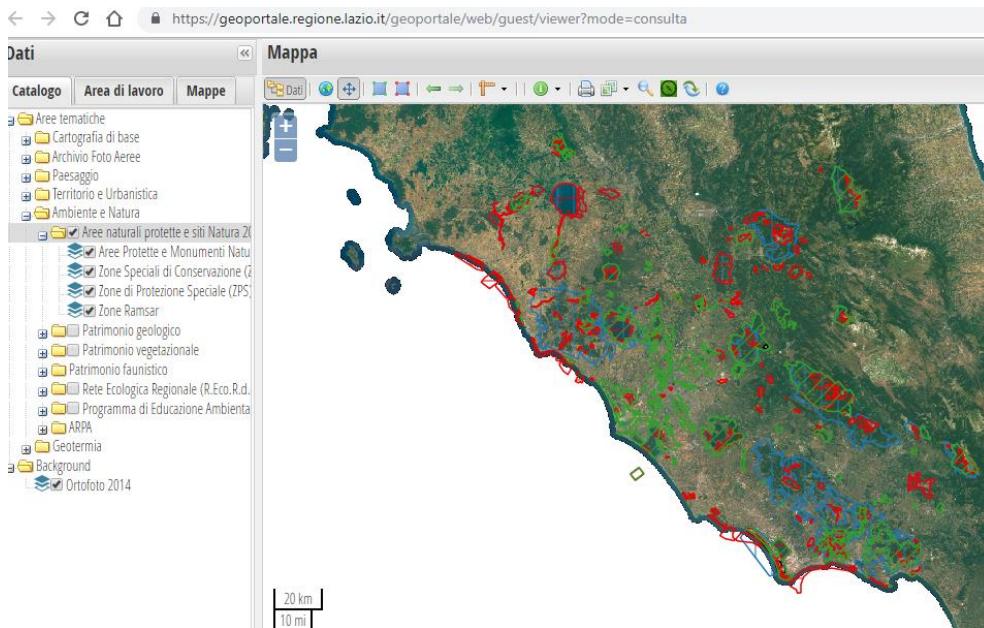 https://geoportale.regione.lazio.it/geoportale/web/guest/viewer?mode=consulta
Dati
Mappa
Catalogo Area di lavoro Mappe
Dati
Aree tematiche
Cartografia di base
Archivio Foto Aeree
Paesaggio
Territorio e Urbanistica
Ambiente e Natura
Aree naturali protette e siti Natura 20
Aree Protette e Monumenti Natu
Zone Speciali di Conservazione (Z
Zone di Protezione Speciale (ZPS)
Zone Ramsar
Patrimonio geologico
Patrimonio vegetazionale
Patrimonio faunistico
Rete Ecologica Regionale (R.Eco.R.d.
Programma di Educazione Ambienta
ARPA
Geotermia
Background
Ortofoto 2014
20 km
10 mi